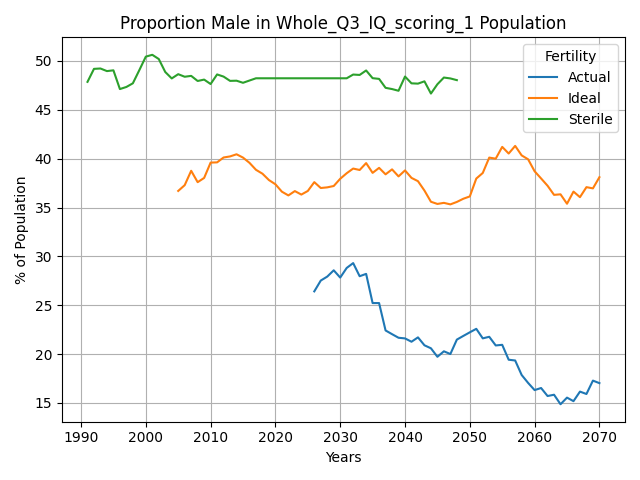 Proportion Male in Whole_Q3_IQ_scoring_1 Population
% of Population
50
45
40
35
30
25
20
15
Fertility
Actual
Ideal
Sterile
1990 2000 2010 2020 2030 2040 2050 2060 2070
Years